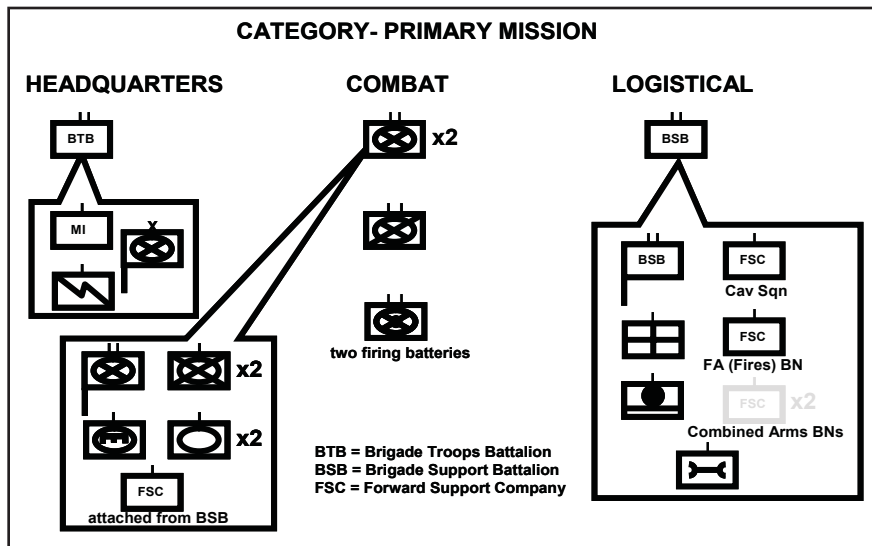 CATEGORY- PRIMARY MISSION
HEADQUARTERS
COMBAT
LOGISTICAL
BTB
MI
x
x2
two firing batteries
x2
x2
FSC
attached from BSB
BTB = Brigade Troops Battalion
BSB = Brigade Support Battalion
FSC = Forward Support Company
BSB
BSB
FSC
Cav Sqn
FSC
FA (Fires) BN
FSC x2
Combined Arms BNs